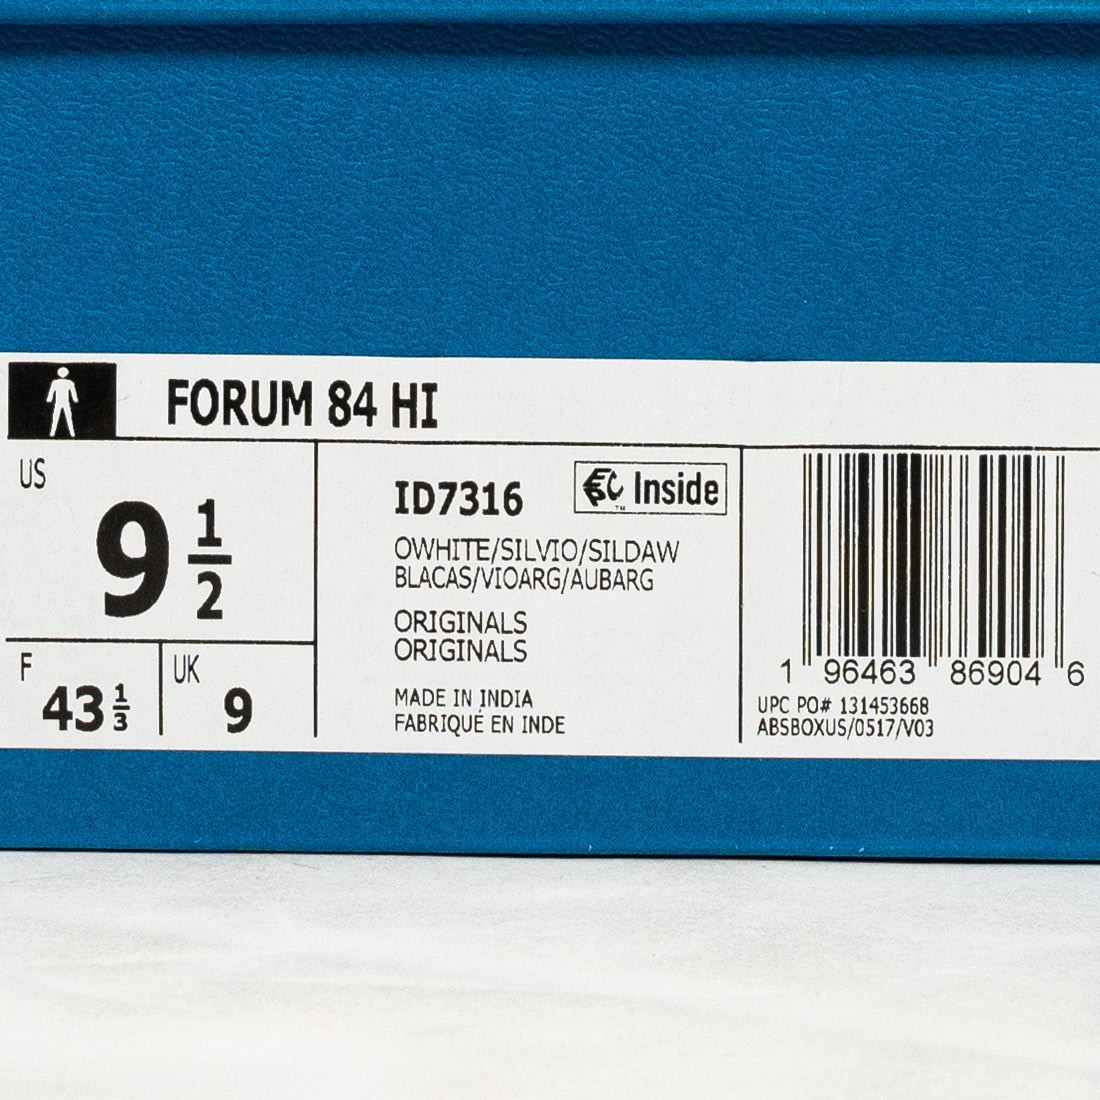 FORUM 84 HI
US
9 1/2
F
43 1/3
UK
9
ID7316
EPC Inside
™
OWHITE/SILVIO/SILDAW
BLACAS/VIOARG/AUBARG
ORIGINALS
ORIGINALS
MADE IN INDIA
FABRIQUÉ EN INDE
1 96463 86904 6
UPC PO# 131453668
ABSBOXUS/0517/V03